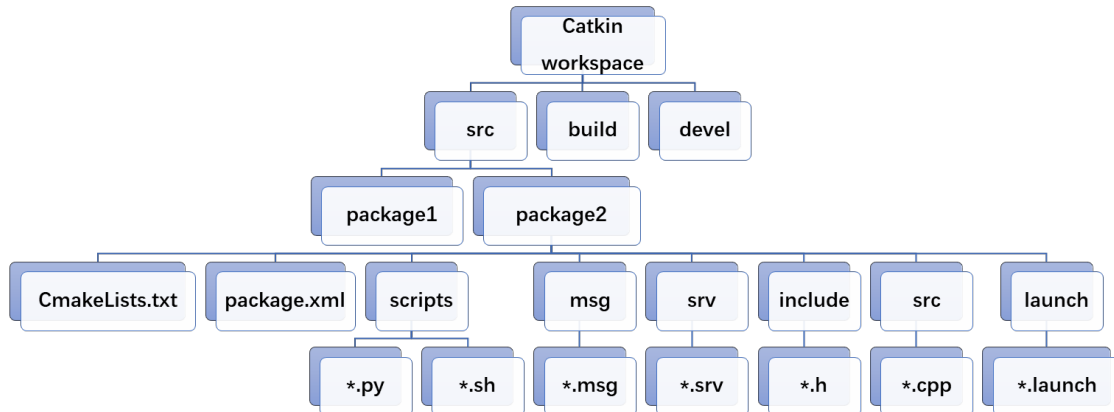 Catkin
workspace
src
build
devel
package1
package2
CmakeLists.txt
package.xml
scripts
msg
srv
include
src
launch
*.py
*.sh
*.msg
*.srv
*.h
*.cpp
*.launch